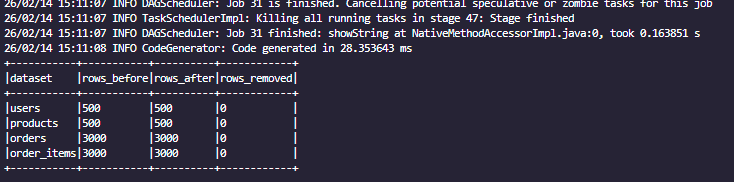 26/02/14 15:11:07 INFO DAGScheduler: Job 31 is finished. Cancelling potential speculative or zombie tasks for this job
26/02/14 15:11:07 INFO TaskSchedulerImpl: Killing all running tasks in stage 47: Stage finished
26/02/14 15:11:07 INFO DAGScheduler: Job 31 finished: showString at NativeMethodAccessorImpl.java:0, took 0.163851 s
26/02/14 15:11:08 INFO CodeGenerator: Code generated in 28.353643 ms
+-----------+-----------+----------+------------+
|dataset    |rows_before|rows_after|rows_removed|
+-----------+-----------+----------+------------+
|users      |500        |500       |0           |
|products   |500        |500       |0           |
|orders     |3000       |3000      |0           |
|order_items|3000       |3000      |0           |
+-----------+-----------+----------+------------+